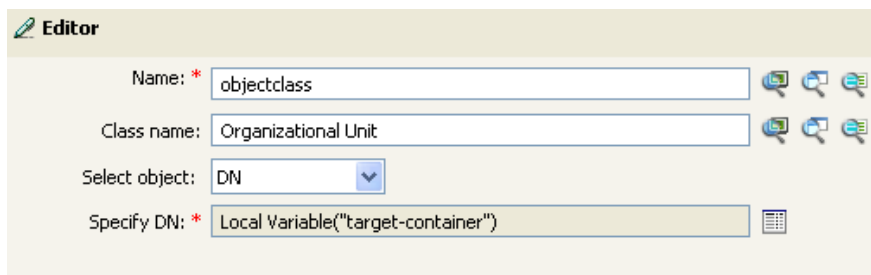 Editor
Name: * objectclass
Class name: Organizational Unit
Select object: DN
Specify DN: * Local Variable("target-container")